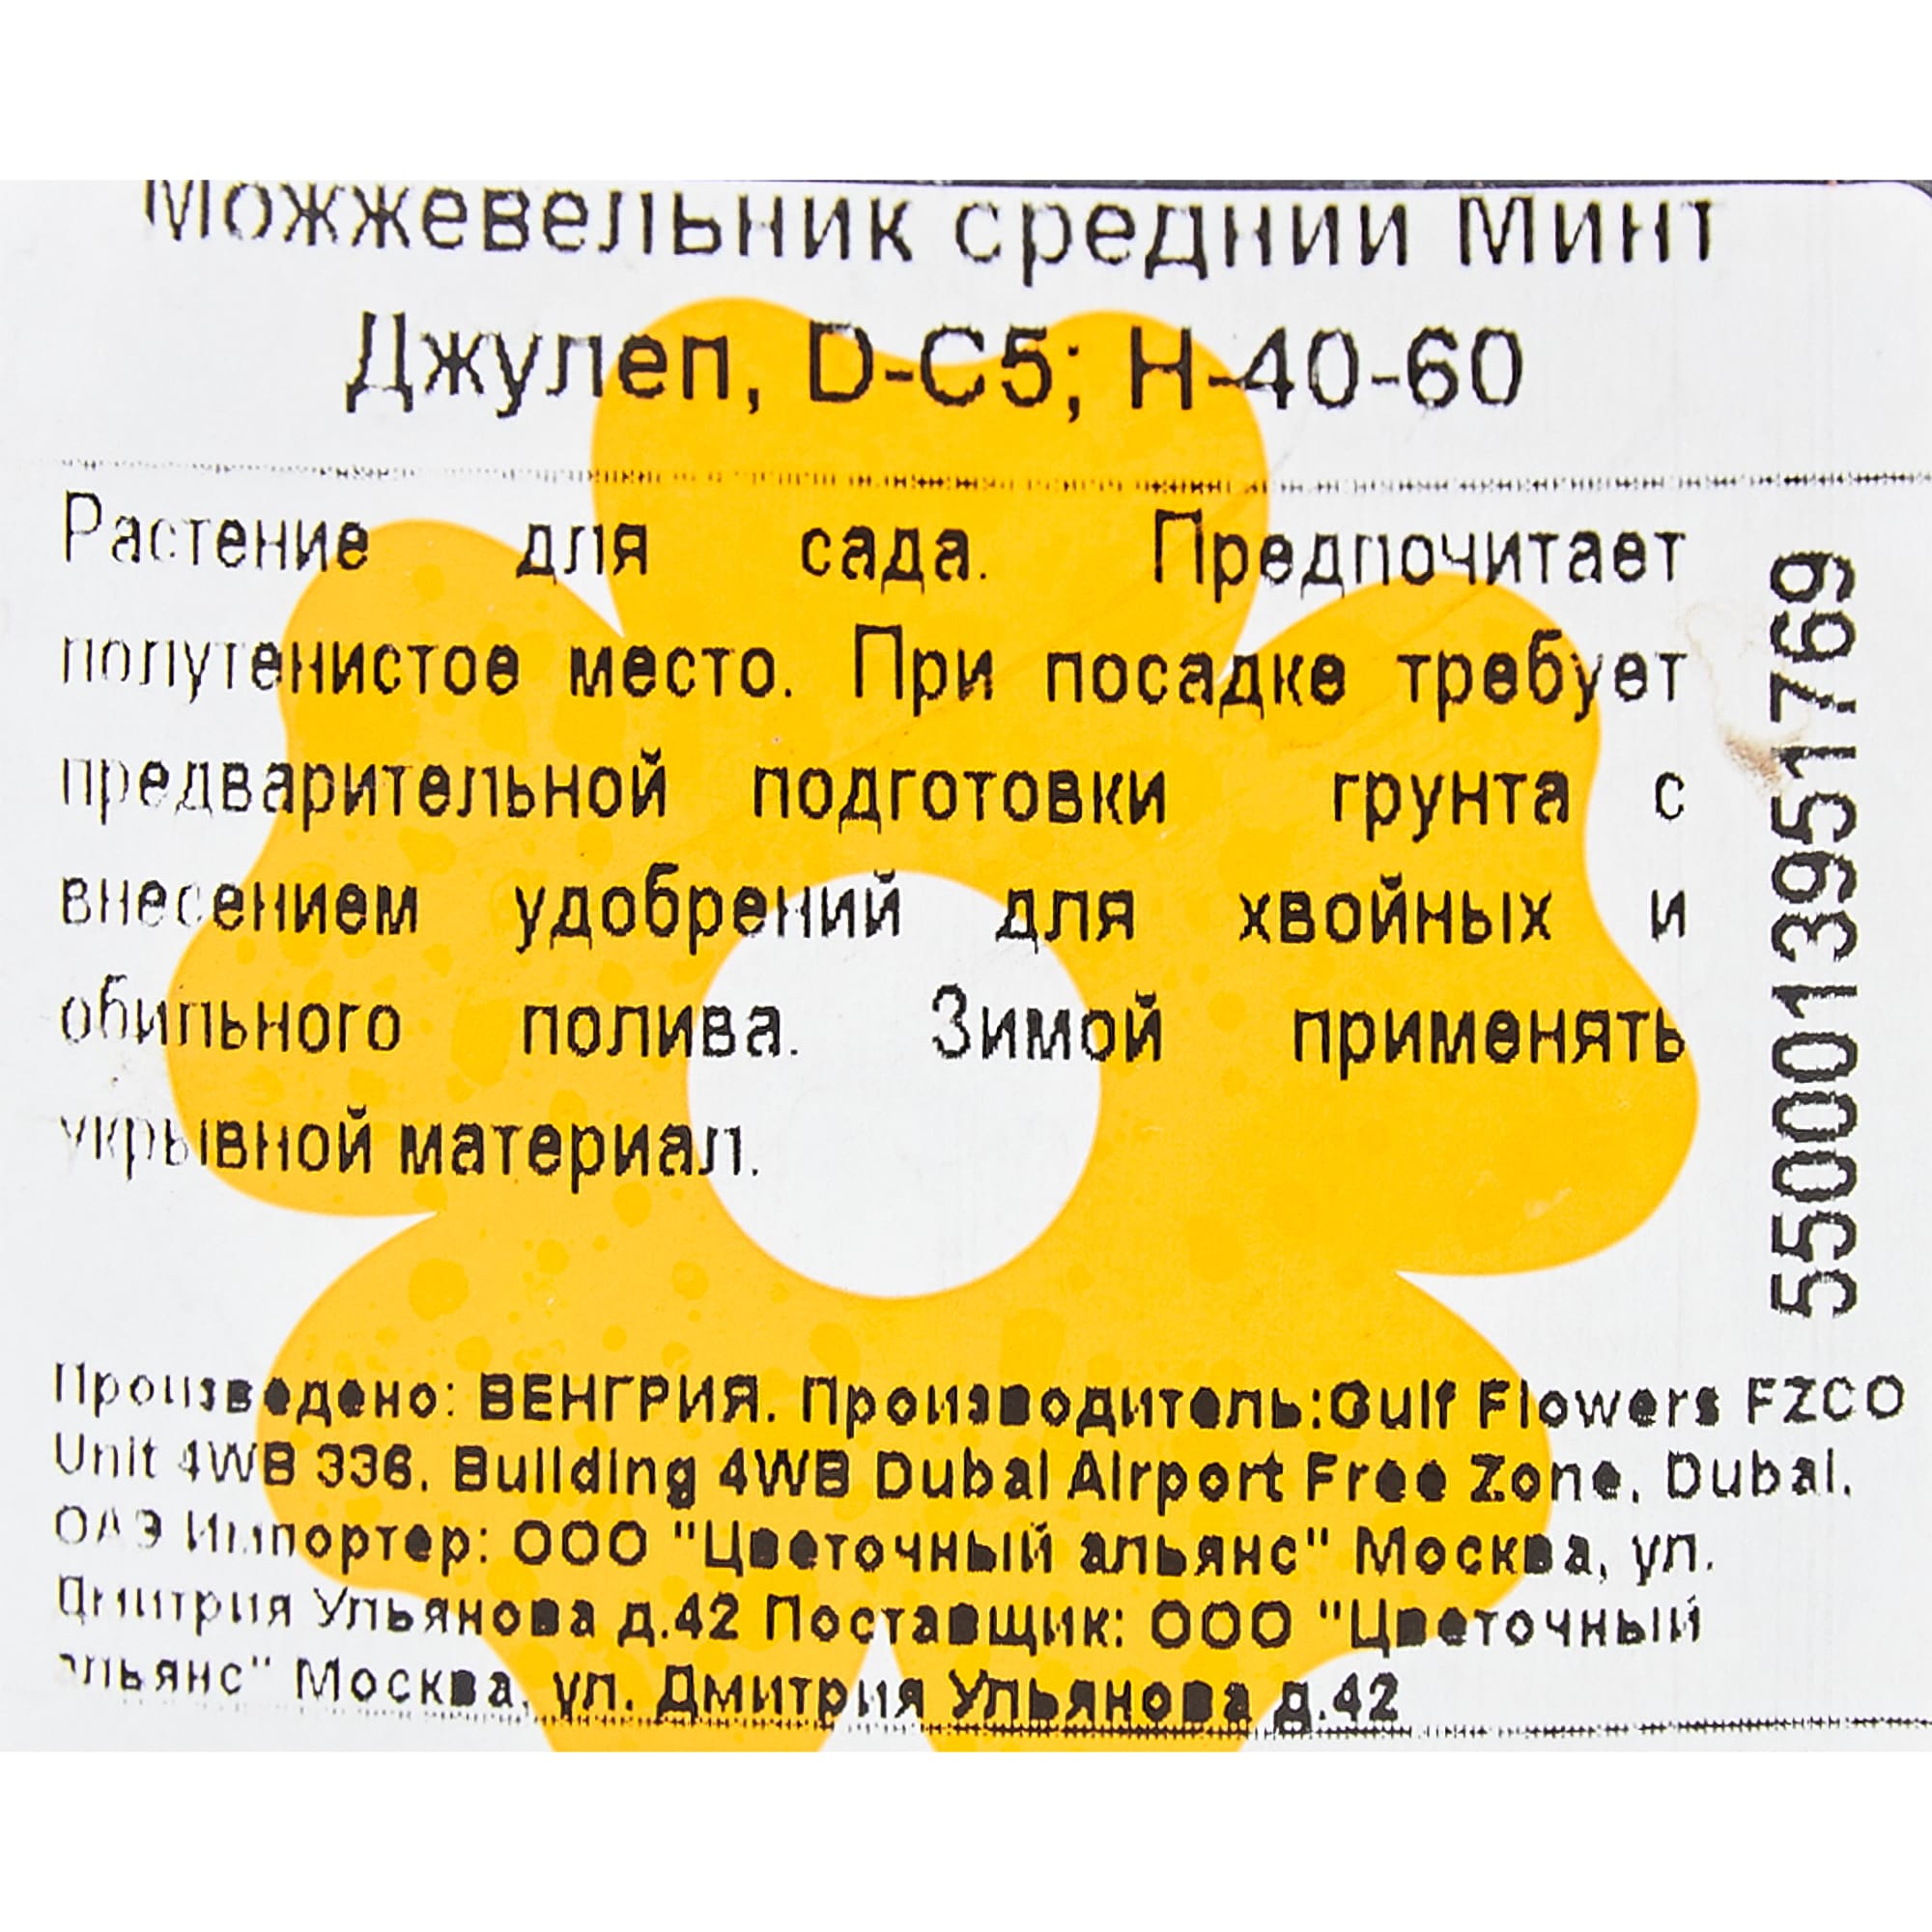 Можжевельник средний Минт
Джулеп, D-C5; H-40-60
Растение для сада. Предпочитает
полутенистое место. При посадке требует
предварительной подготовки грунта с
внесением удобрений для хвойных и
обильного полива. Зимой применять
укрывной материал.
5500013951769
Произведено: ВЕНГРИЯ. Производитель:Gulf Flowers FZCO
Unit 4WB 336, Building 4WB Dubai Airport Free Zone, Dubai,
ОАЭ Импортер: ООО "Цветочный альянс" Москва, ул.
Дмитрия Ульянова д.42 Поставщик: ООО "Цветочный
альянс" Москва, ул. Дмитрия Ульянова д.42